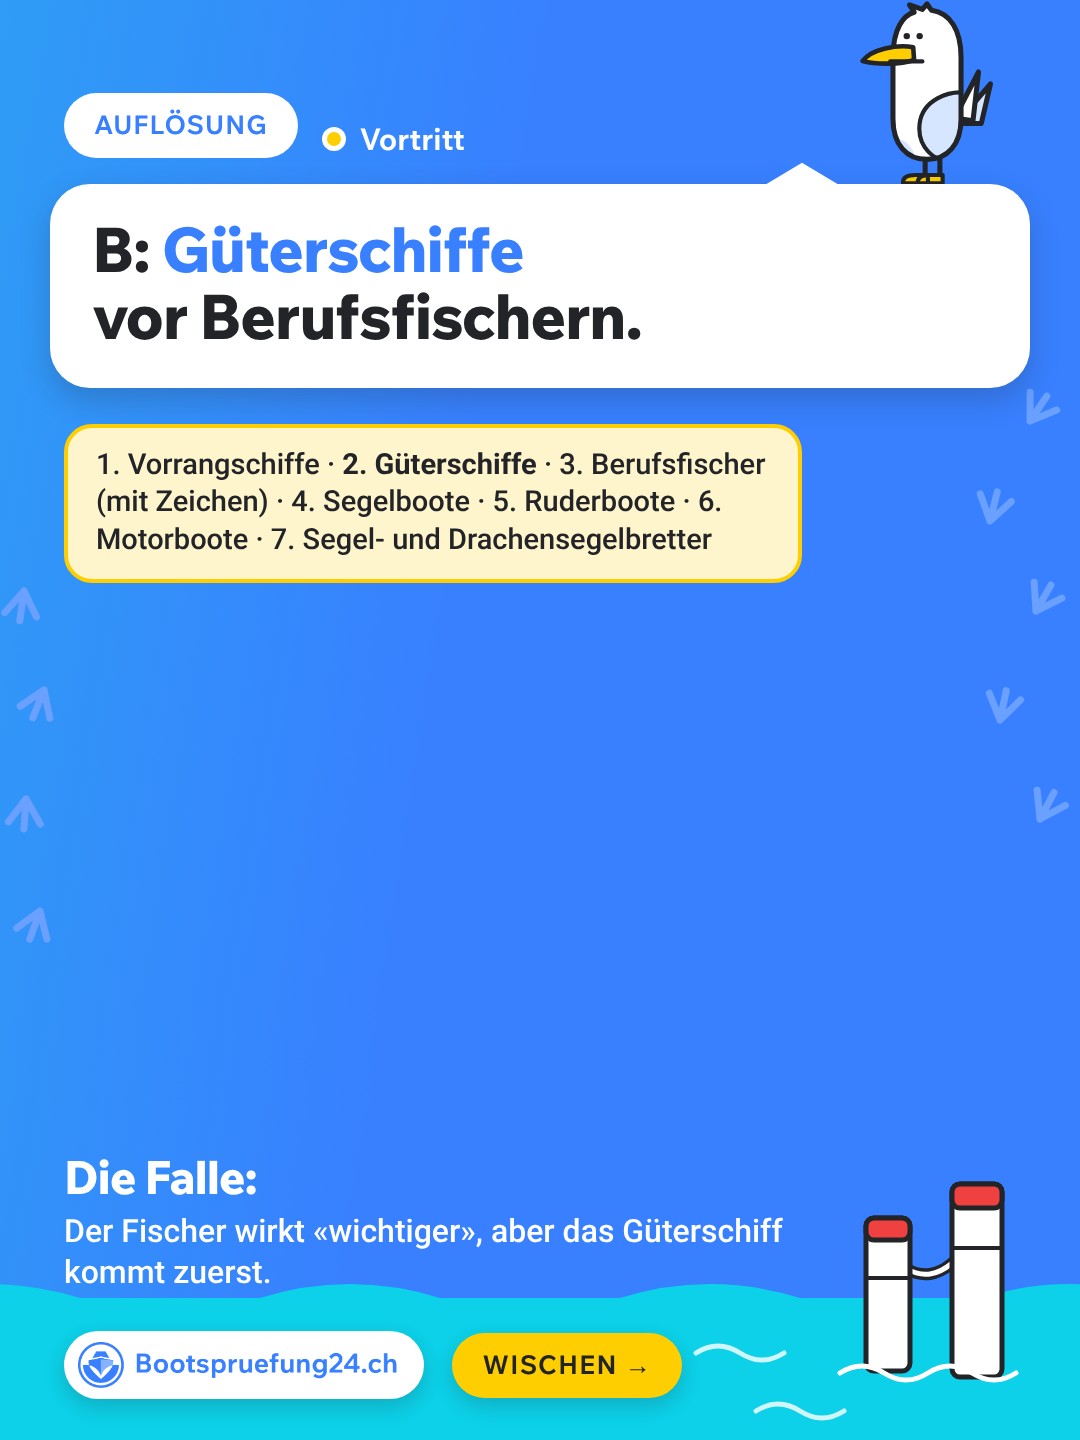 AUFLÖSUNG
Vortritt
B: Güterschiffe
vor Berufsfischern.
1. Vorrangschiffe · 2. Güterschiffe · 3. Berufsfischer
(mit Zeichen) · 4. Segelboote · 5. Ruderboote · 6.
Motorboote · 7. Segel- und Drachensegelbretter
Die Falle:
Der Fischer wirkt «wichtiger», aber das Güterschiff
kommt zuerst.
Bootspruefung24.ch
WISCHEN →